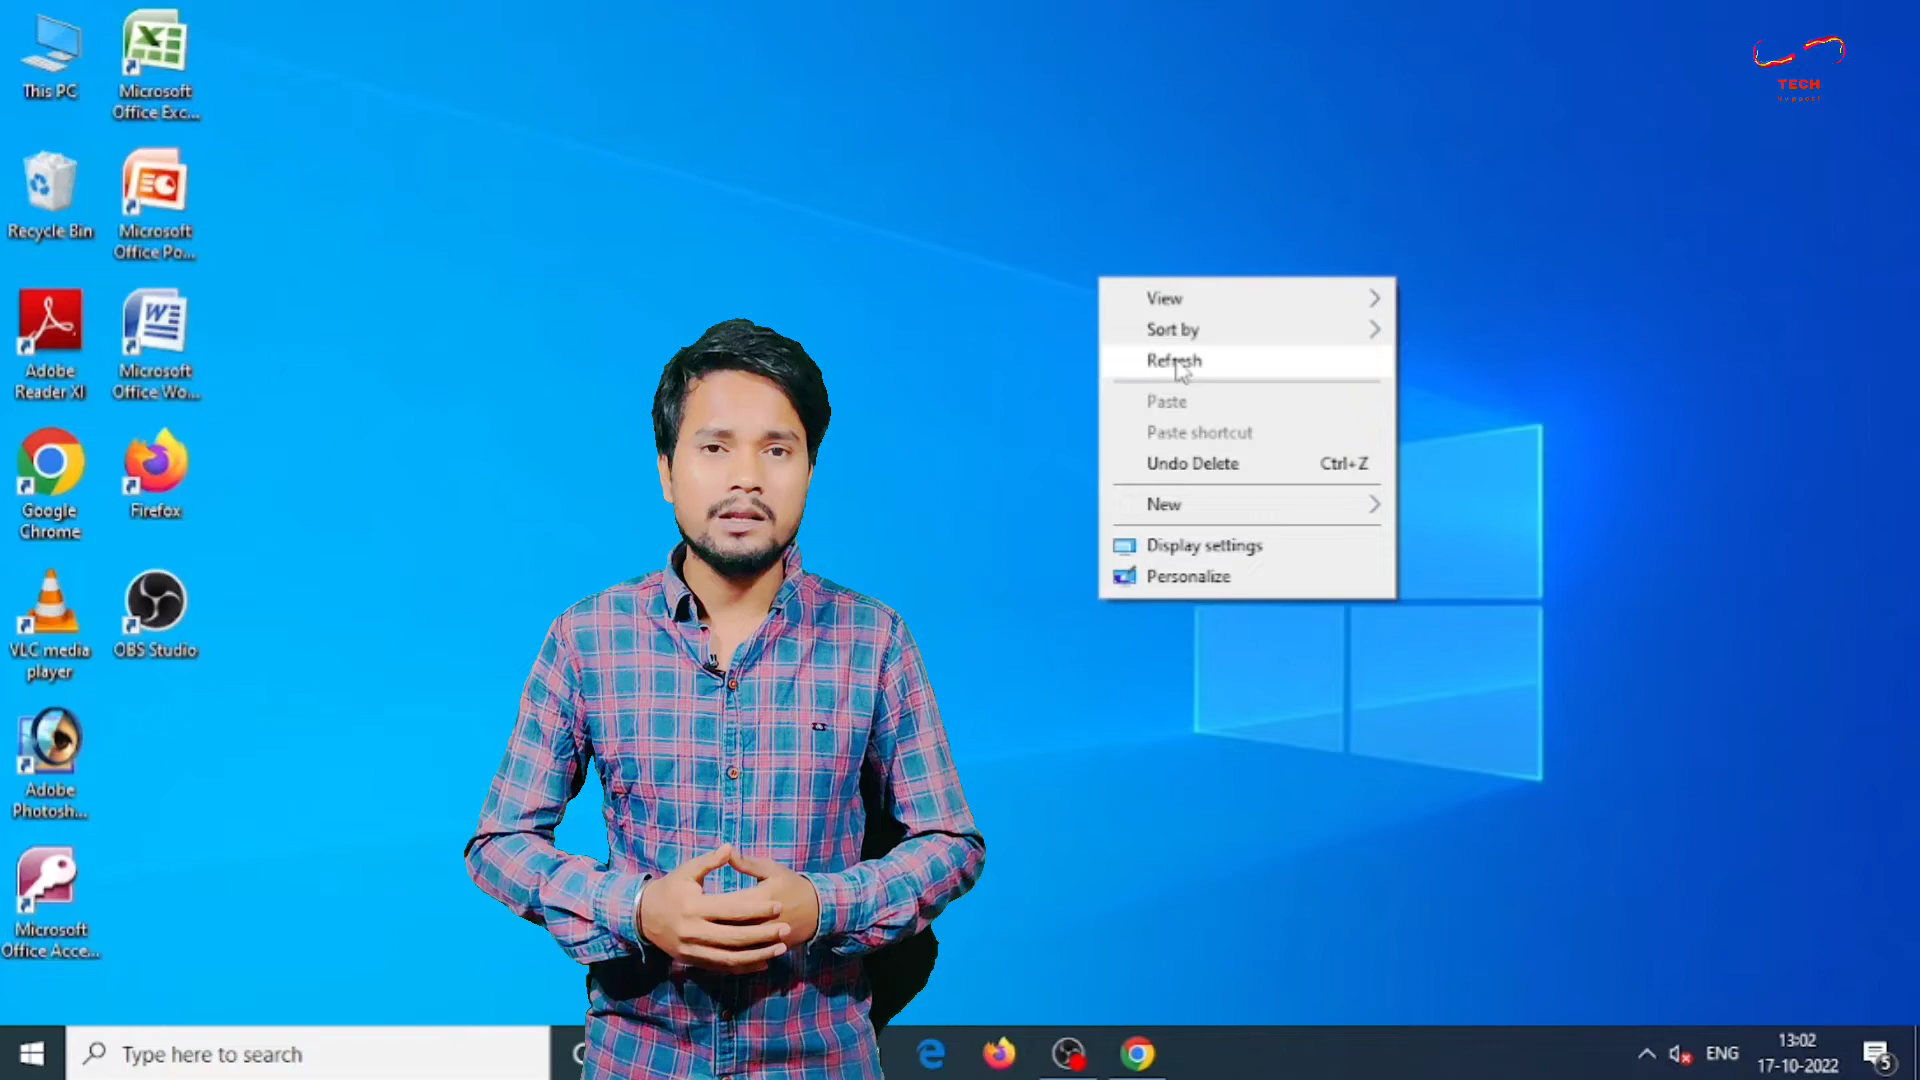 This PC
Microsoft
Office Exc...
Recycle Bin
Microsoft
Office Po...
Adobe
Reader XI
Microsoft
Office Wo...
Google
Chrome
Firefox
VLC media
player
OBS Studio
Adobe
Photosh...
Microsoft
Office Acce...
TECH
Support
View
Sort by
Refresh
Paste
Paste shortcut
Undo Delete Ctrl+Z
New
Display settings
Personalize
Type here to search
ENG
13:02
17-10-2022
5